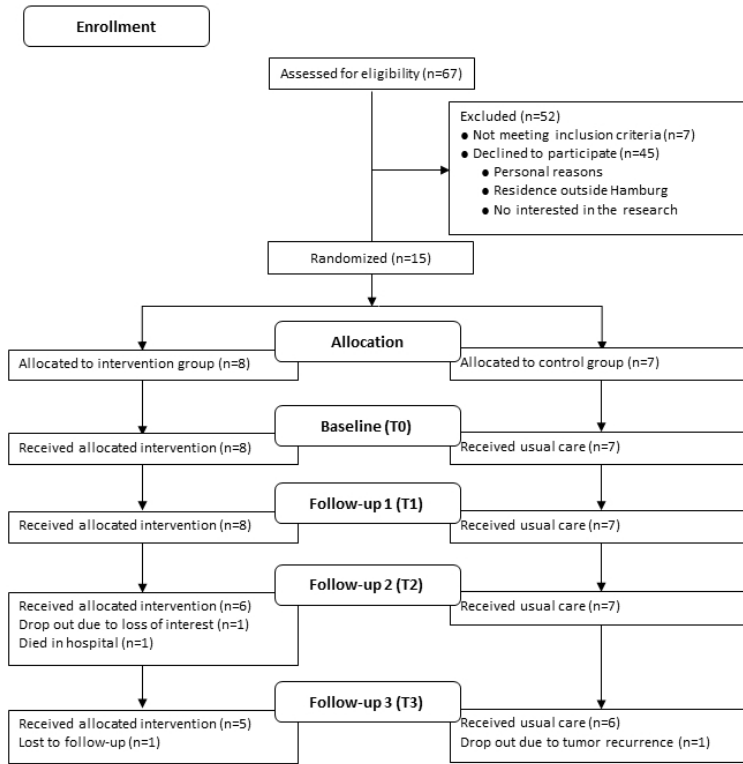 Enrollment
Assessed for eligibility (n=67)
Excluded (n=52)
● Not meeting inclusion criteria (n=7)
● Declined to participate (n=45)
● Personal reasons
● Residence outside Hamburg
● No interested in the research
Randomized (n=15)
Allocation
Allocated to intervention group (n=8)
Allocated to control group (n=7)
Baseline (T0)
Received allocated intervention (n=8)
Received usual care (n=7)
Follow-up 1 (T1)
Received allocated intervention (n=8)
Received usual care (n=7)
Follow-up 2 (T2)
Received allocated intervention (n=6)
Drop out due to loss of interest (n=1)
Died in hospital (n=1)
Received usual care (n=7)
Follow-up 3 (T3)
Received allocated intervention (n=5)
Lost to follow-up (n=1)
Received usual care (n=6)
Drop out due to tumor recurrence (n=1)